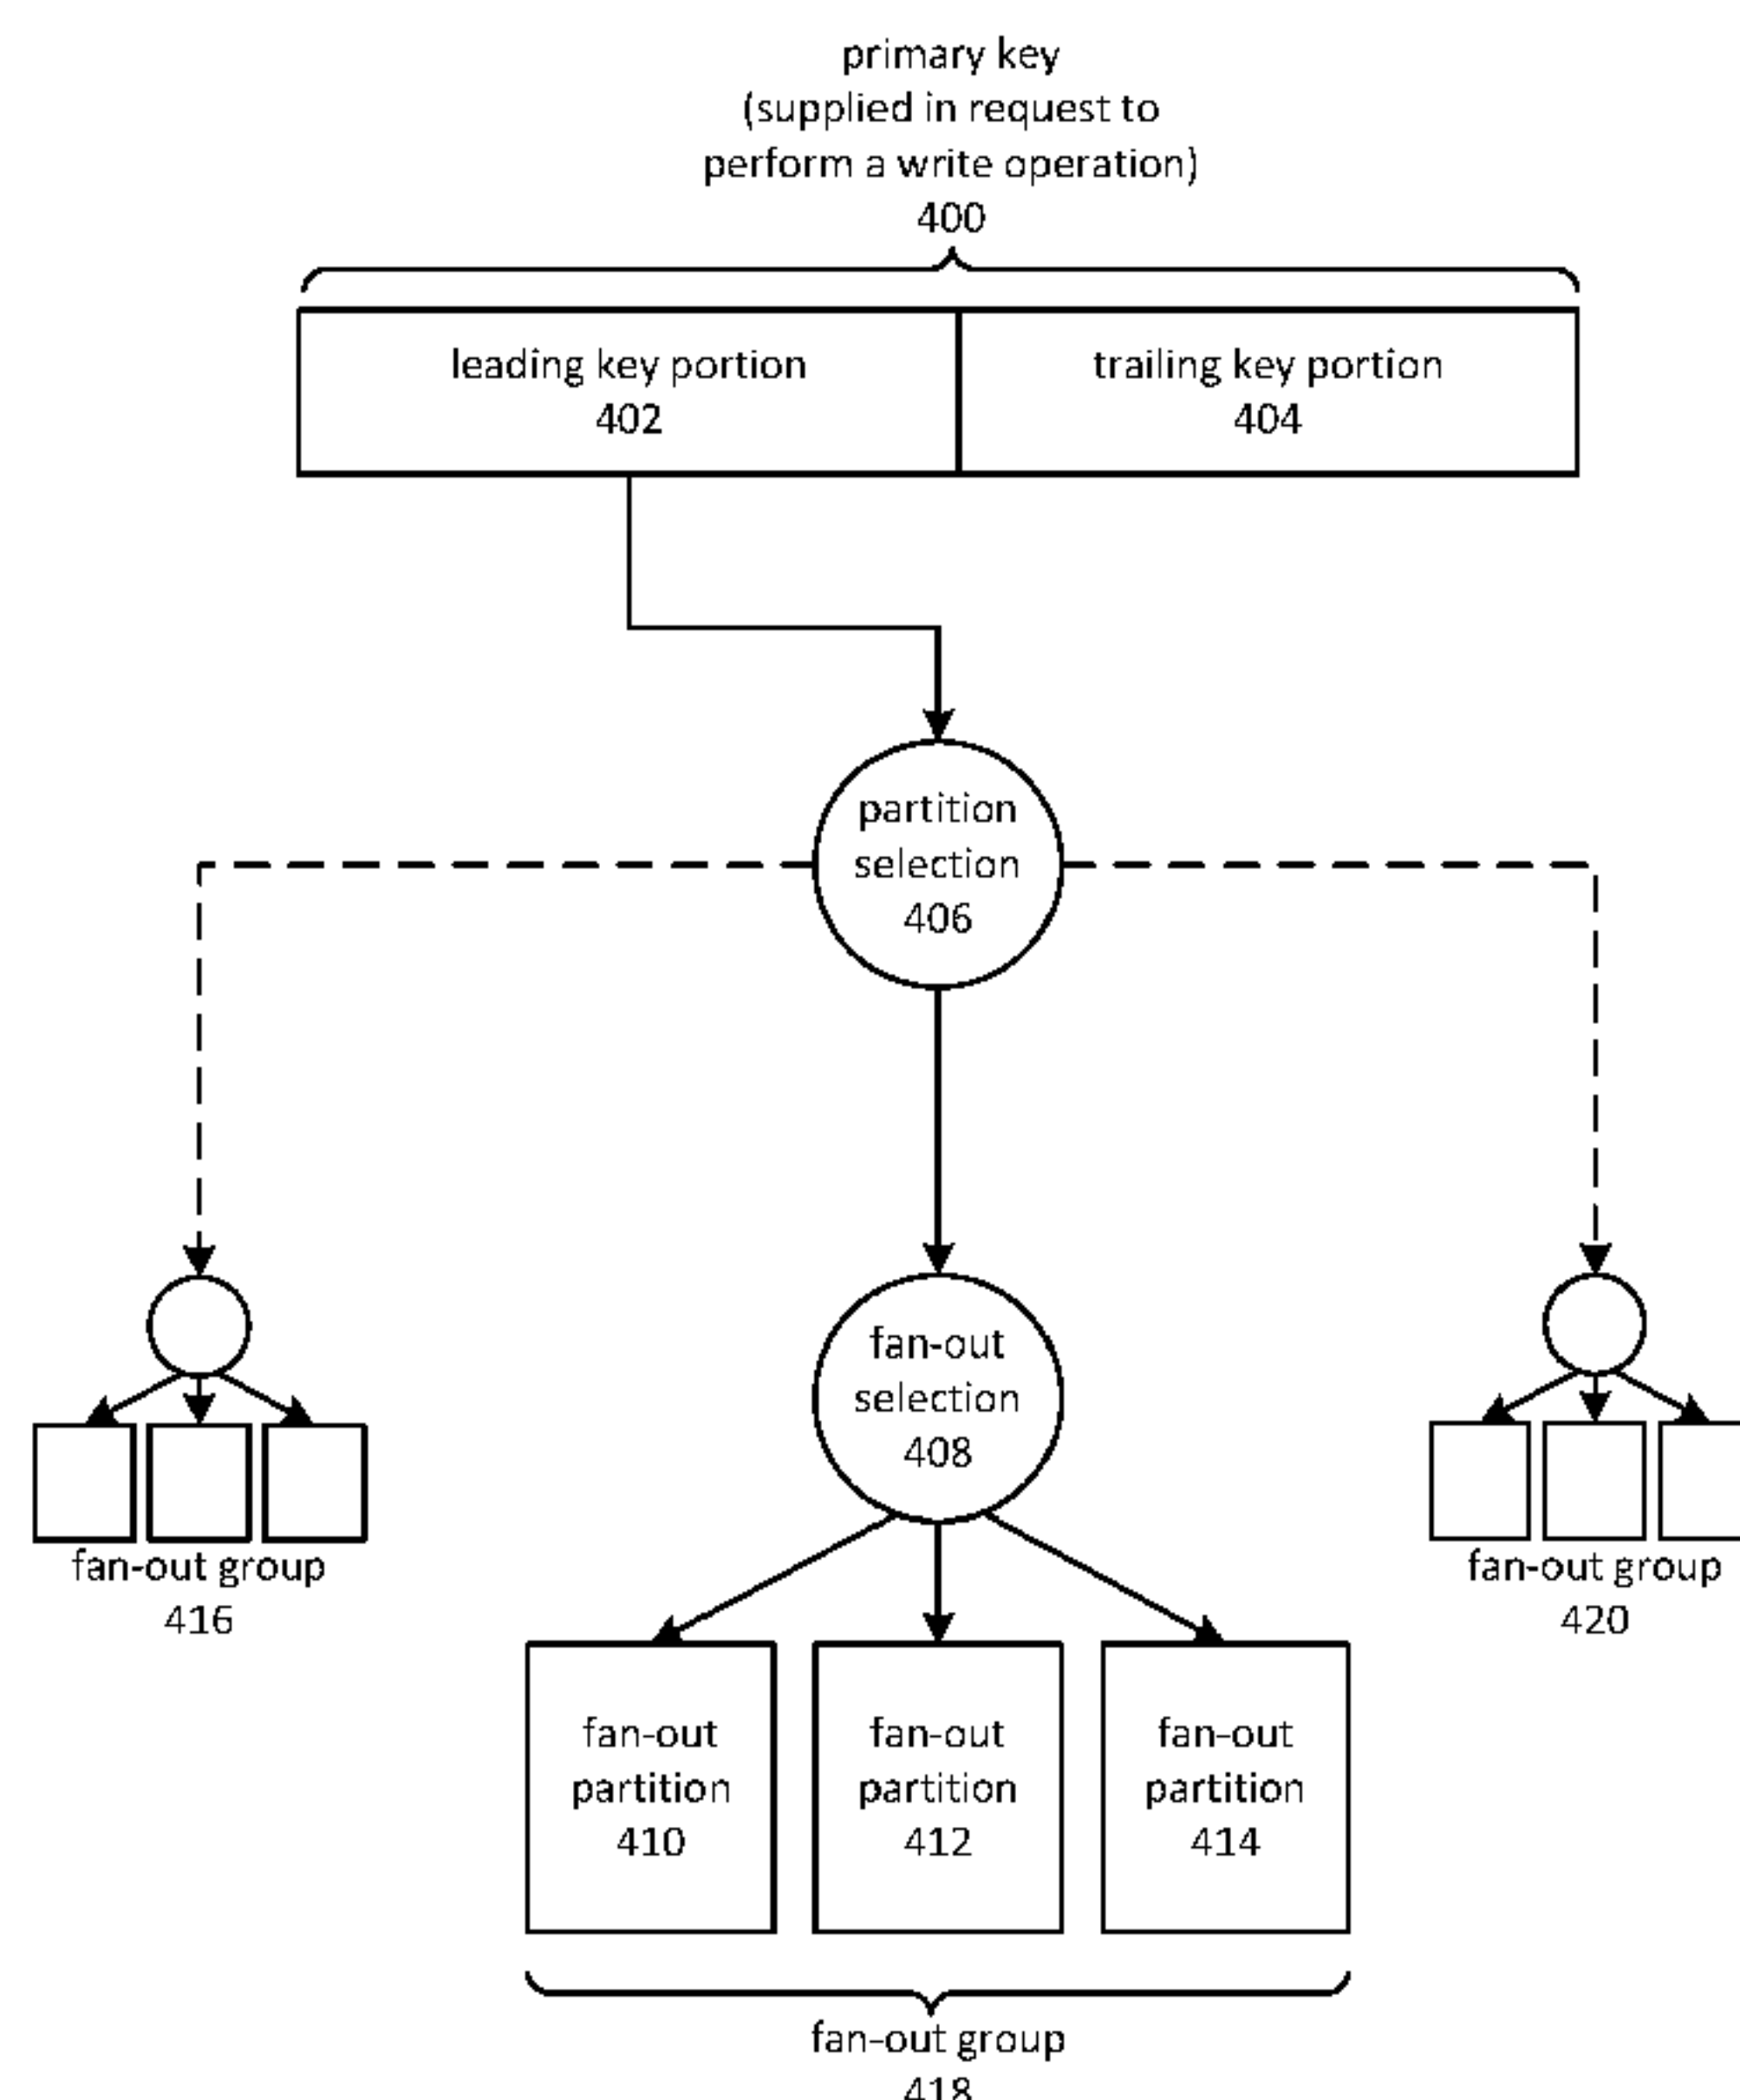 primary key
(supplied in request to
perform a write operation)
400
leading key portion
402
trailing key portion
404
partition
selection
406
fan-out
selection
408
fan-out group
416
fan-out group
420
fan-out
partition
410
fan-out
partition
412
fan-out
partition
414
fan-out group
418